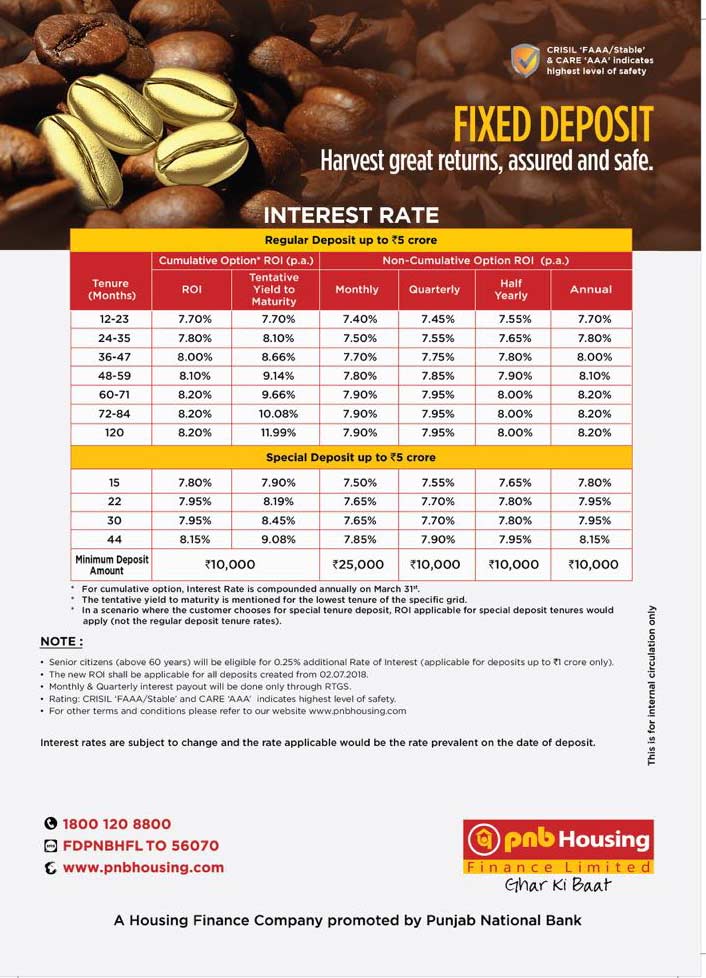 CRISIL 'FAAA/Stable'
& CARE 'AAA' indicates
highest level of safety
FIXED DEPOSIT
Harvest great returns, assured and safe.
INTEREST RATE
Regular Deposit up to ₹5 crore
Tenure (Months) Cumulative Option* ROI (p.a.) Non-Cumulative Option ROI (p.a.)
ROI Tentative Yield to Maturity Monthly Quarterly Half Yearly Annual
12-23 7.70% 7.70% 7.40% 7.45% 7.55% 7.70%
24-35 7.80% 8.10% 7.50% 7.55% 7.65% 7.80%
36-47 8.00% 8.66% 7.70% 7.75% 7.80% 8.00%
48-59 8.10% 9.14% 7.80% 7.85% 7.90% 8.10%
60-71 8.20% 9.66% 7.90% 7.95% 8.00% 8.20%
72-84 8.20% 10.08% 7.90% 7.95% 8.00% 8.20%
120 8.20% 11.99% 7.90% 7.95% 8.00% 8.20%
Special Deposit up to ₹5 crore
15 7.80% 7.90% 7.50% 7.55% 7.65% 7.80%
22 7.95% 8.19% 7.65% 7.70% 7.80% 7.95%
30 7.95% 8.45% 7.65% 7.70% 7.80% 7.95%
44 8.15% 9.08% 7.85% 7.90% 7.95% 8.15%
Minimum Deposit Amount ₹10,000 ₹25,000 ₹10,000 ₹10,000 ₹10,000
* For cumulative option, Interest Rate is compounded annually on March 31st.
* The tentative yield to maturity is mentioned for the lowest tenure of the specific grid.
* In a scenario where the customer chooses for special tenure deposit, ROI applicable for special deposit tenures would
apply (not the regular deposit tenure rates).
NOTE :
• Senior citizens (above 60 years) will be eligible for 0.25% additional Rate of Interest (applicable for deposits up to ₹1 crore only).
• The new ROI shall be applicable for all deposits created from 02.07.2018.
• Monthly & Quarterly interest payout will be done only through RTGS.
• Rating: CRISIL 'FAAA/Stable' and CARE 'AAA' indicates highest level of safety.
• For other terms and conditions please refer to our website www.pnbhousing.com
Interest rates are subject to change and the rate applicable would be the rate prevalent on the date of deposit.
This is for internal circulation only
1800 120 8800
FDPNBHFL TO 56070
www.pnbhousing.com
pnb Housing
Finance Limited
Ghar Ki Baat
A Housing Finance Company promoted by Punjab National Bank